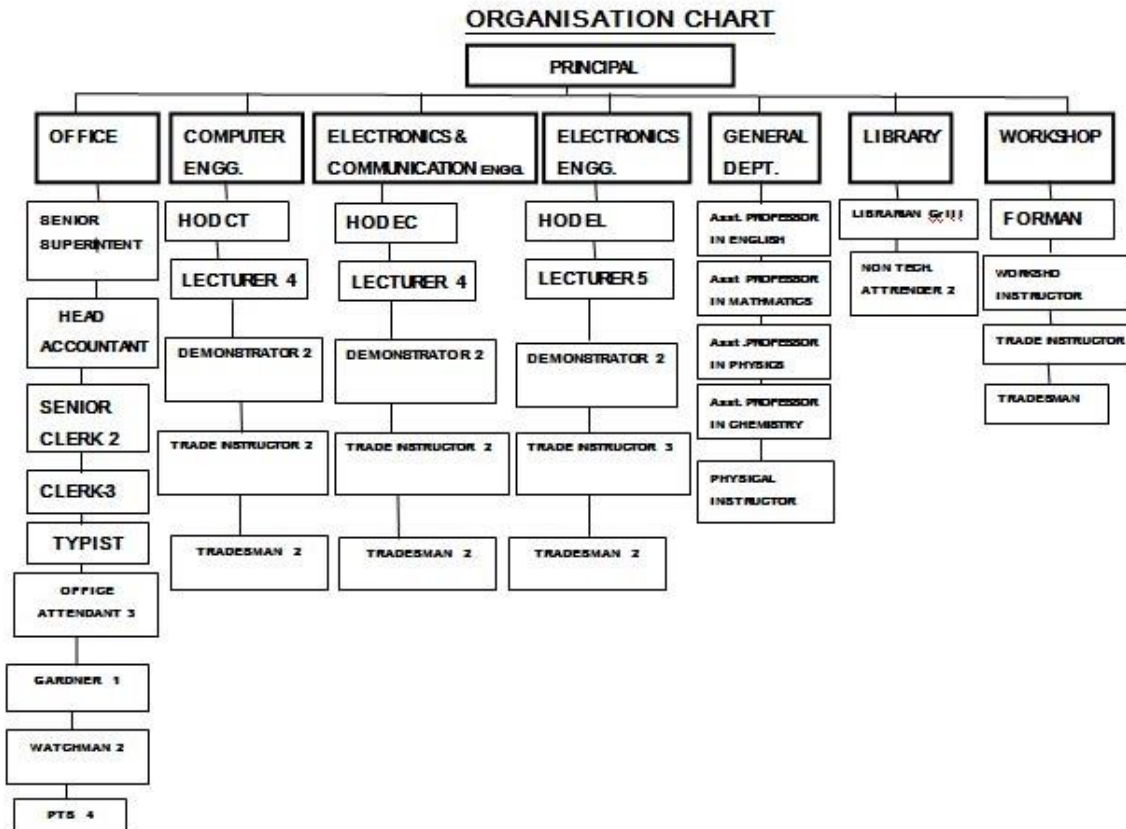 ORGANISATION CHART
PRINCIPAL
OFFICE
SENIOR
SUPERINTENT
HEAD
ACCOUNTANT
SENIOR
CLERK 2
CLERK-3
TYPIST
OFFICE
ATTENDANT 3
GARDNER 1
WATCHMAN 2
PTS 4
COMPUTER
ENGG.
HOD CT
LECTURER 4
DEMONSTRATOR 2
TRADE INSTRUCTOR 2
TRADESMAN 2
ELECTRONICS &
COMMUNICATION ENGG.
HOD EC
LECTURER 4
DEMONSTRATOR 2
TRADE INSTRUCTOR 2
TRADESMAN 2
ELECTRONICS
ENGG.
HOD EL
LECTURER 5
DEMONSTRATOR 2
TRADE INSTRUCTOR 3
TRADESMAN 2
GENERAL
DEPT.
Asst. PROFESSOR
IN ENGLISH
Asst. PROFESSOR
IN MATHMATICS
Asst. PROFESSOR
IN PHYSICS
Asst. PROFESSOR
IN CHEMISTRY
PHYSICAL
INSTRUCTOR
LIBRARY
LIBRARIAN Gr III
NON TECH.
ATTRENDER 2
WORKSHOP
FORMAN
WORKSHO
INSTRUCTOR
TRADE INSTRUCTOR
TRADESMAN